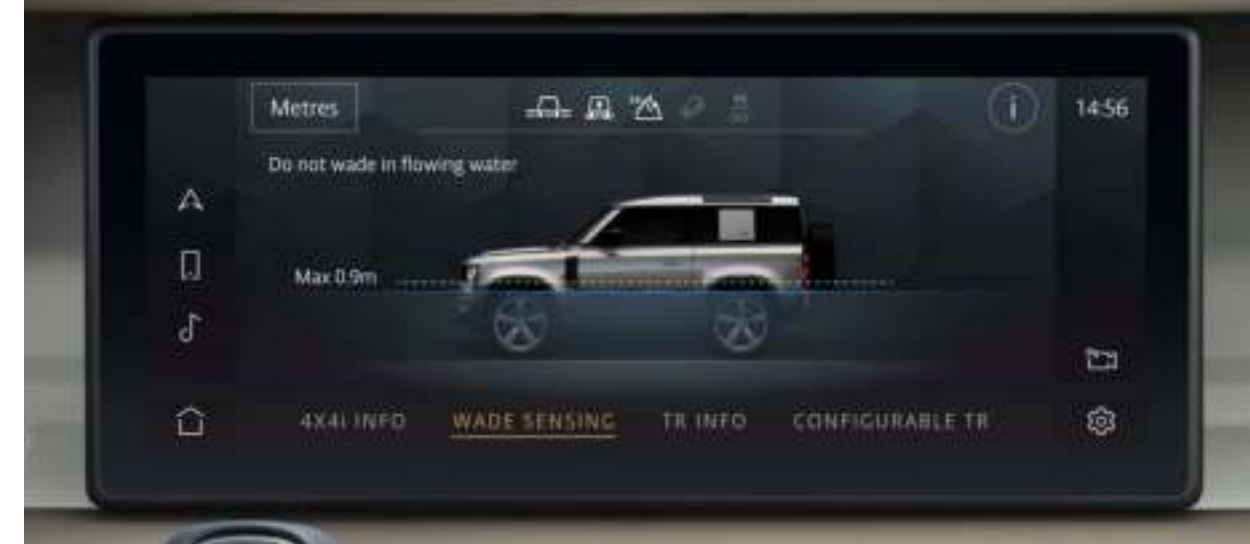 Metres
14:56
Do not wade in flowing water
Max 0.9m
4X4i INFO
WADE SENSING
TR INFO
CONFIGURABLE TR